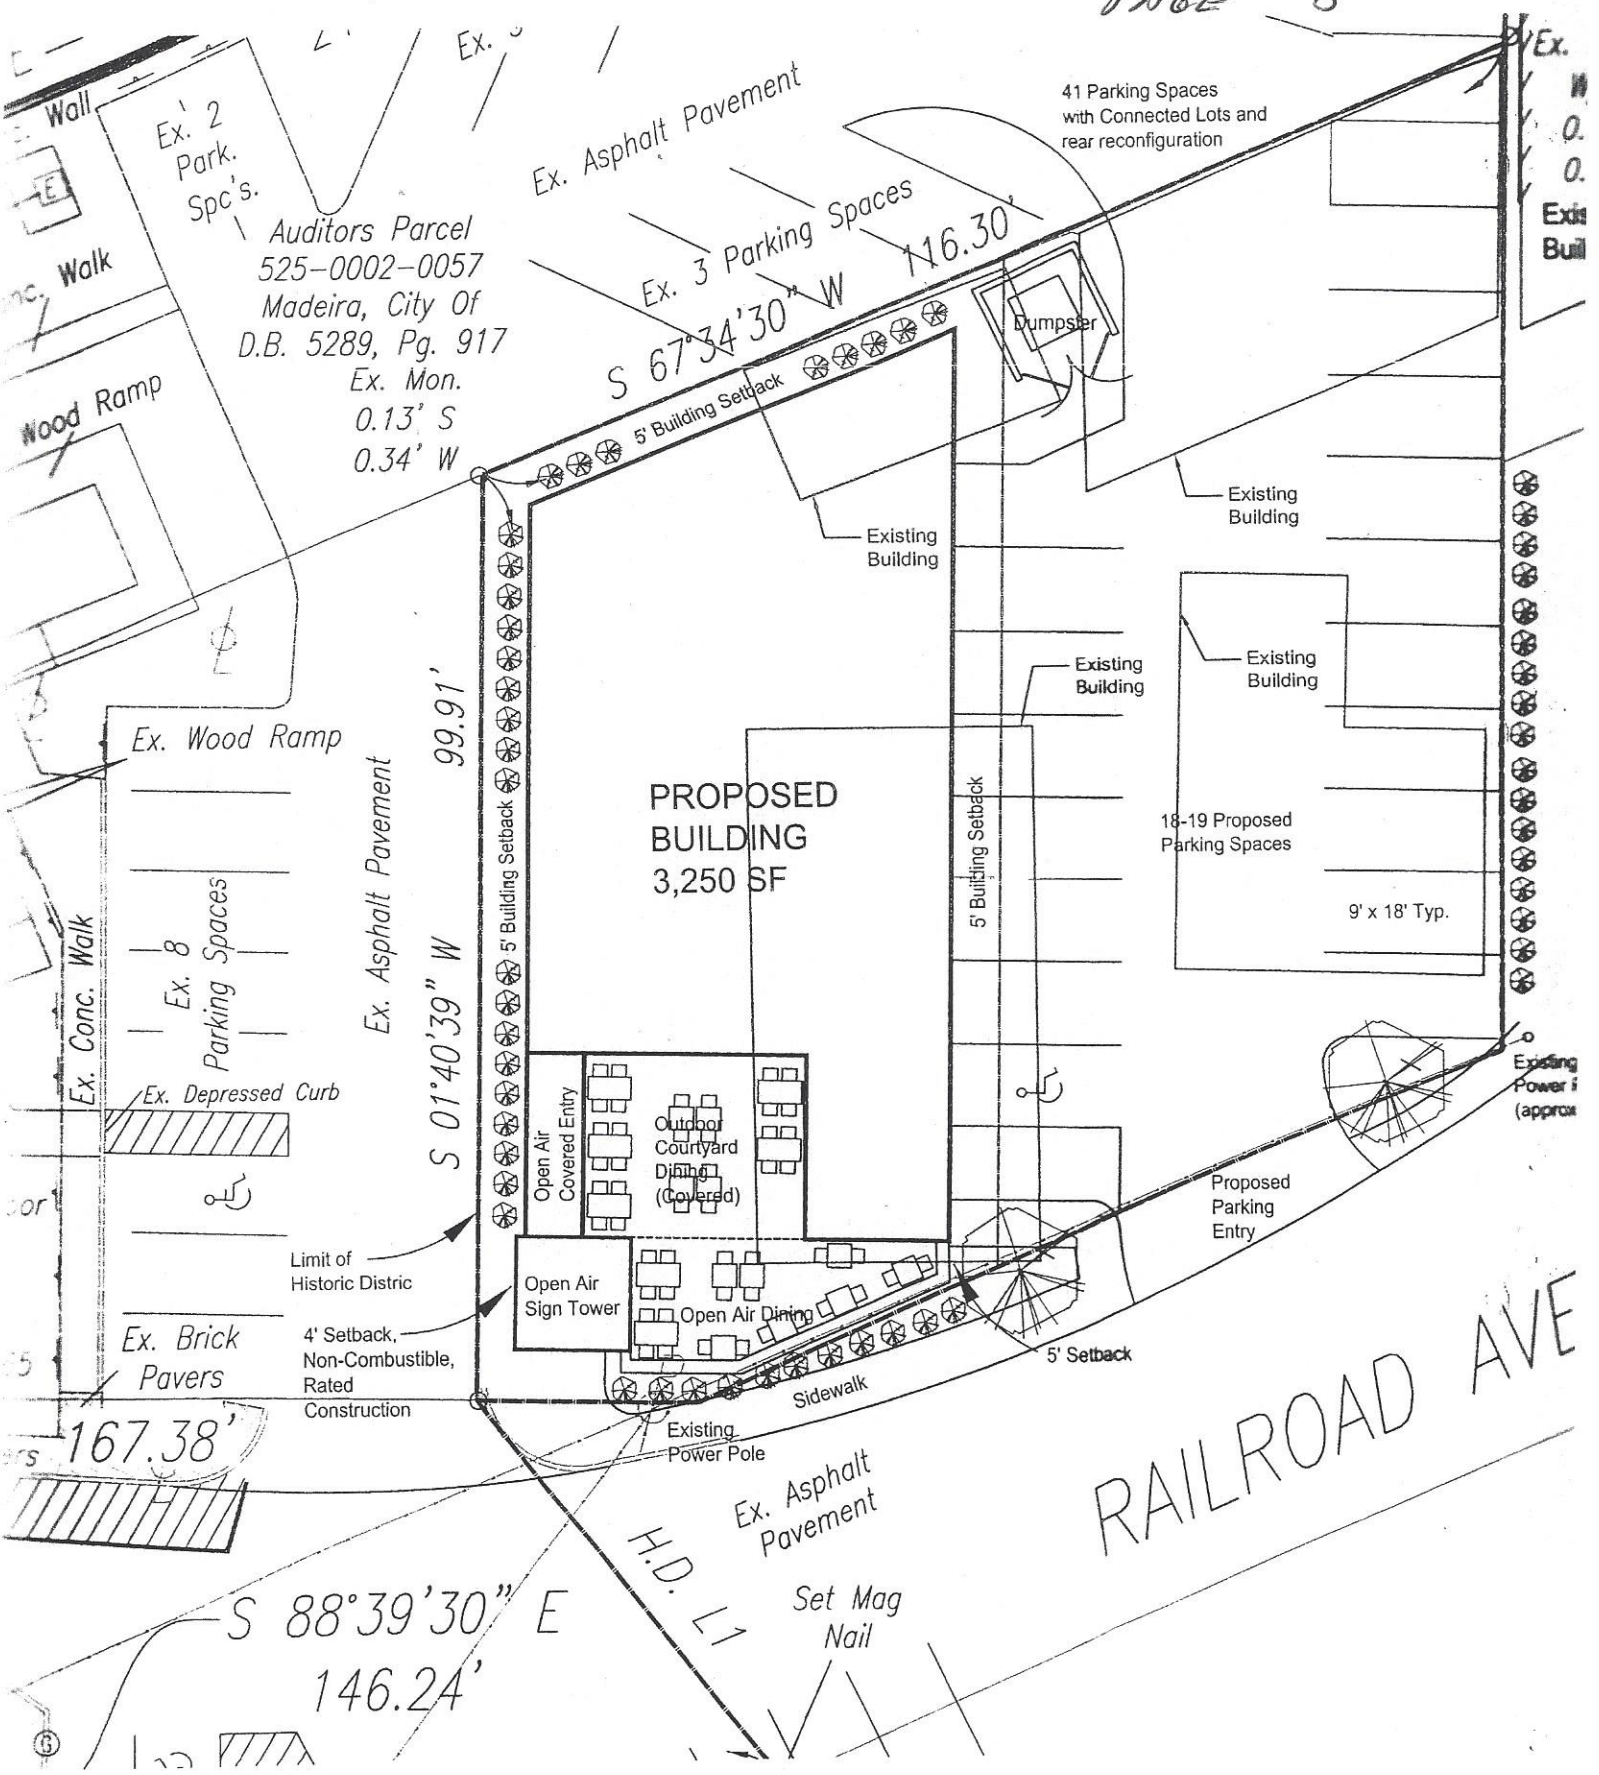 Ex.
Wall
Ex. 2
Park.
Spc's.
E
Walk
Wood Ramp
Auditors Parcel
525-0002-0057
Madeira, City Of
D.B. 5289, Pg. 917
Ex. Mon.
0.13' S
0.34' W
Ex. Asphalt Pavement
Ex. 3 Parking Spaces
S 67°34'30" W 116.30'
5' Building Setback
41 Parking Spaces
with Connected Lots and
rear reconfiguration
Ex.
0.
0.
Dumpster
Existing
Building
Existing
Building
Existing
Building
Existing
Building
Ex. Wood Ramp
Ex. Asphalt Pavement
S 01°40'39" W 99.91'
5' Building Setback
PROPOSED
BUILDING
3,250 SF
5' Building Setback
18-19 Proposed
Parking Spaces
9' x 18' Typ.
Ex. Conc. Walk
Ex. 8
Parking Spaces
Ex. Depressed Curb
Open Air
Covered Entry
Outdoor
Courtyard
Dining
(Covered)
Existing
Power
(approx
Proposed
Parking
Entry
Limit of
Historic Distric
Open Air
Sign Tower
Open Air Dining
4' Setback,
Non-Combustible,
Rated
Construction
5' Setback
Sidewalk
Ex. Brick
Pavers
167.38'
Existing
Power Pole
Ex. Asphalt
Pavement
RAILROAD AVE
H.D. L1
Set Mag
Nail
S 88°39'30" E
146.24'
G